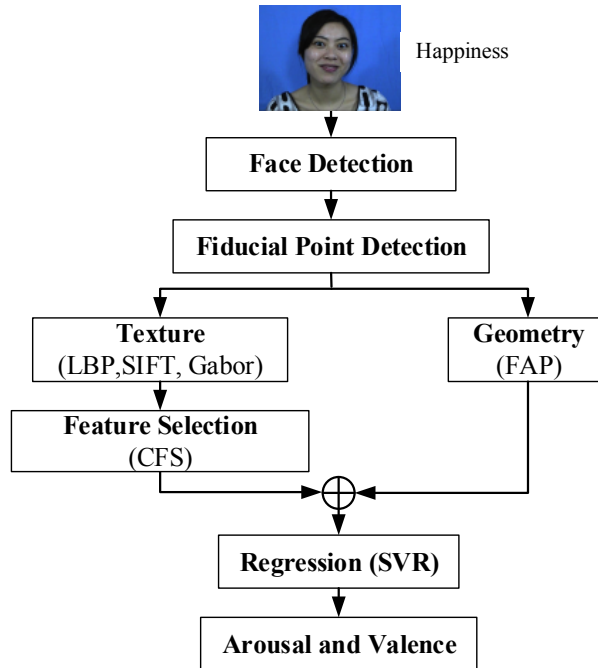 Happiness
Face Detection
Fiducial Point Detection
Texture
(LBP,SIFT, Gabor)
Geometry
(FAP)
Feature Selection
(CFS)
Regression (SVR)
Arousal and Valence